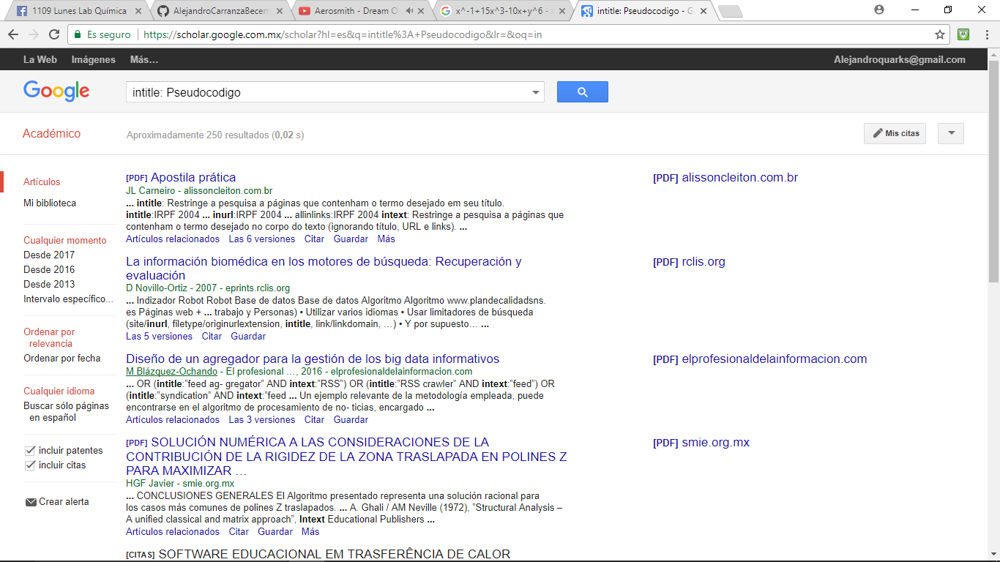 1109 Lunes Lab Química
AlejandroCarranzaBecerr
Aerosmith - Dream O
x^-1+15x^3-10x+y^6 -
intitle: Pseudocodigo - G
Es seguro
https://scholar.google.com.mx/scholar?hl=es&q=intitle%3A+Pseudocodigo&lr=&oq=in
La Web Imágenes Más…
Alejandroquarks@gmail.com
Google
intitle: Pseudocodigo
Académico
Aproximadamente 250 resultados (0,02 s)
Mis citas
Artículos
Mi biblioteca
Cualquier momento
Desde 2017
Desde 2016
Desde 2013
Intervalo específico...
Ordenar por
relevancia
Ordenar por fecha
Cualquier idioma
Buscar sólo páginas
en español
incluir patentes
incluir citas
Crear alerta
[PDF] Apostila prática
JL Carneiro - alissoncleiton.com.br
... intitle: Restringe a pesquisa a páginas que contenham o termo desejado em seu título.
intitle:IRPF 2004 ... inurl:IRPF 2004 ... allinlinks:IRPF 2004 intext: Restringe a pesquisa a páginas que
contenham o termo desejado no corpo do texto (ignorando título, URL e links). ...
Artículos relacionados Las 6 versiones Citar Guardar Más
[PDF] alissoncleiton.com.br
La información biomédica en los motores de búsqueda: Recuperación y
evaluación
D Novillo-Ortiz - 2007 - eprints.rclis.org
... Indizador Robot Robot Base de datos Base de datos Algoritmo Algoritmo www.plandecalidadsns.
es Páginas web + ... trabajo y Personas) ▪ Utilizar varios idiomas ▪ Usar limitadores de búsqueda
(site/inurl, filetype/originurlextension, intitle, link/linkdomain, …) ▪ Y por supuesto… ...
Las 5 versiones Citar Guardar
[PDF] rclis.org
Diseño de un agregador para la gestión de los big data informativos
M Blázquez-Ochando - El profesional …, 2016 - elprofesionaldelainformacion.com
... OR (intitle:”feed ag- gregator” AND intext:”RSS”) OR (intitle:”RSS crawler” AND intext:”feed”) OR
(intitle:”syndication” AND intext:”feed ... Un ejemplo relevante de la metodología empleada, puede
encontrarse en el algoritmo de procesamiento de no- ticias, encargado ...
Artículos relacionados Las 3 versiones Citar Guardar
[PDF] elprofesionaldelainformacion.com
[PDF] SOLUCIÓN NUMÉRICA A LAS CONSIDERACIONES DE LA
CONTRIBUCIÓN DE LA RIGIDEZ DE LA ZONA TRASLAPADA EN POLINES Z
PARA MAXIMIZAR …
HGF Javier - smie.org.mx
... CONCLUSIONES GENERALES El Algoritmo presentado representa una solución racional para
los casos más comunes de polines Z traslapados. ... A. Ghali / AM Neville (1972), ”Structural Analysis –
A unified classical and matrix approach”, Intext Educational Publishers ...
Artículos relacionados Citar Guardar Más
[PDF] smie.org.mx
[CITAS] SOFTWARE EDUCACIONAL EM TRASFERÊNCIA DE CALOR